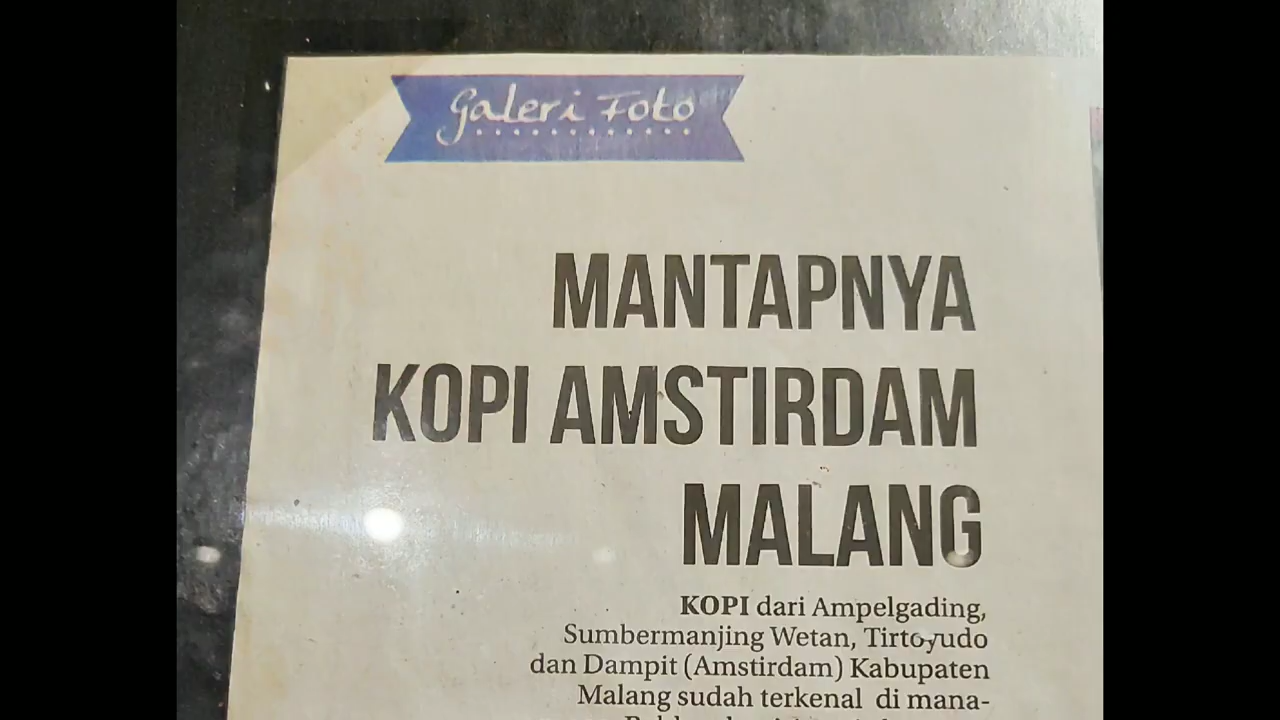 Galeri Foto
MANTAPNYA
KOPI AMSTIRDAM
MALANG
KOPI dari Ampelgading,
Sumbermanjing Wetan, Tirtoyudo
dan Dampit (Amstirdam) Kabupaten
Malang sudah terkenal di mana-